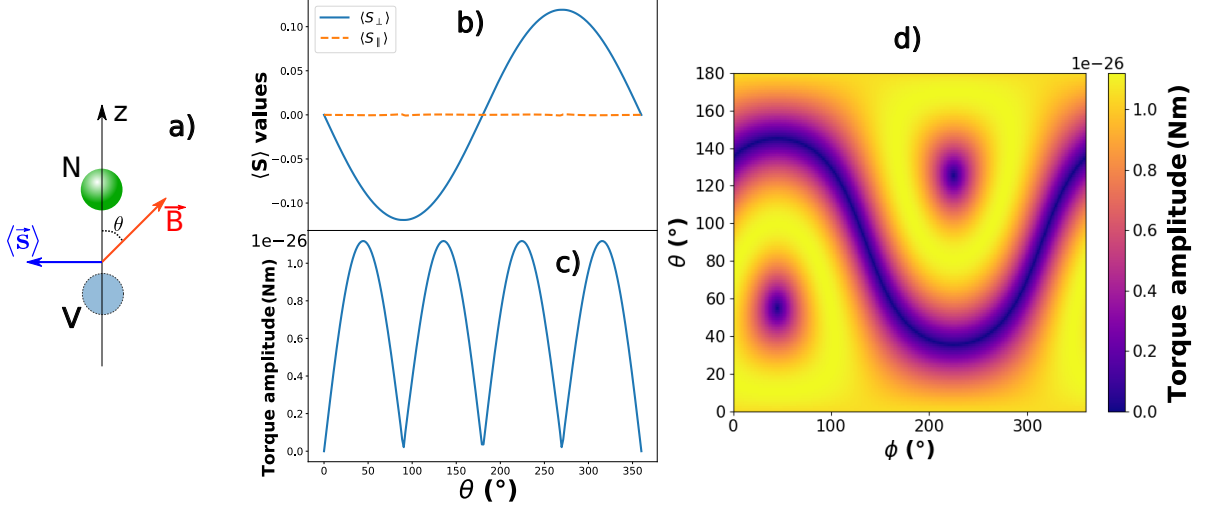 a)
z
N
θ
B
⟨s⟩
V
b)
⟨S⊥⟩
⟨S∥⟩
0.10
0.05
0.00
−0.05
−0.10
⟨S⟩ values
c)
1e−26
1.0
0.8
0.6
0.4
0.2
0.0
Torque amplitude(Nm)
0 50 100 150 200 250 300 350
θ (°)
d)
1e−26
180
160
140
120
100
80
60
40
20
0
θ (°)
0 100 200 300
ϕ (°)
1.0
0.8
0.6
0.4
0.2
0.0
Torque amplitude(Nm)